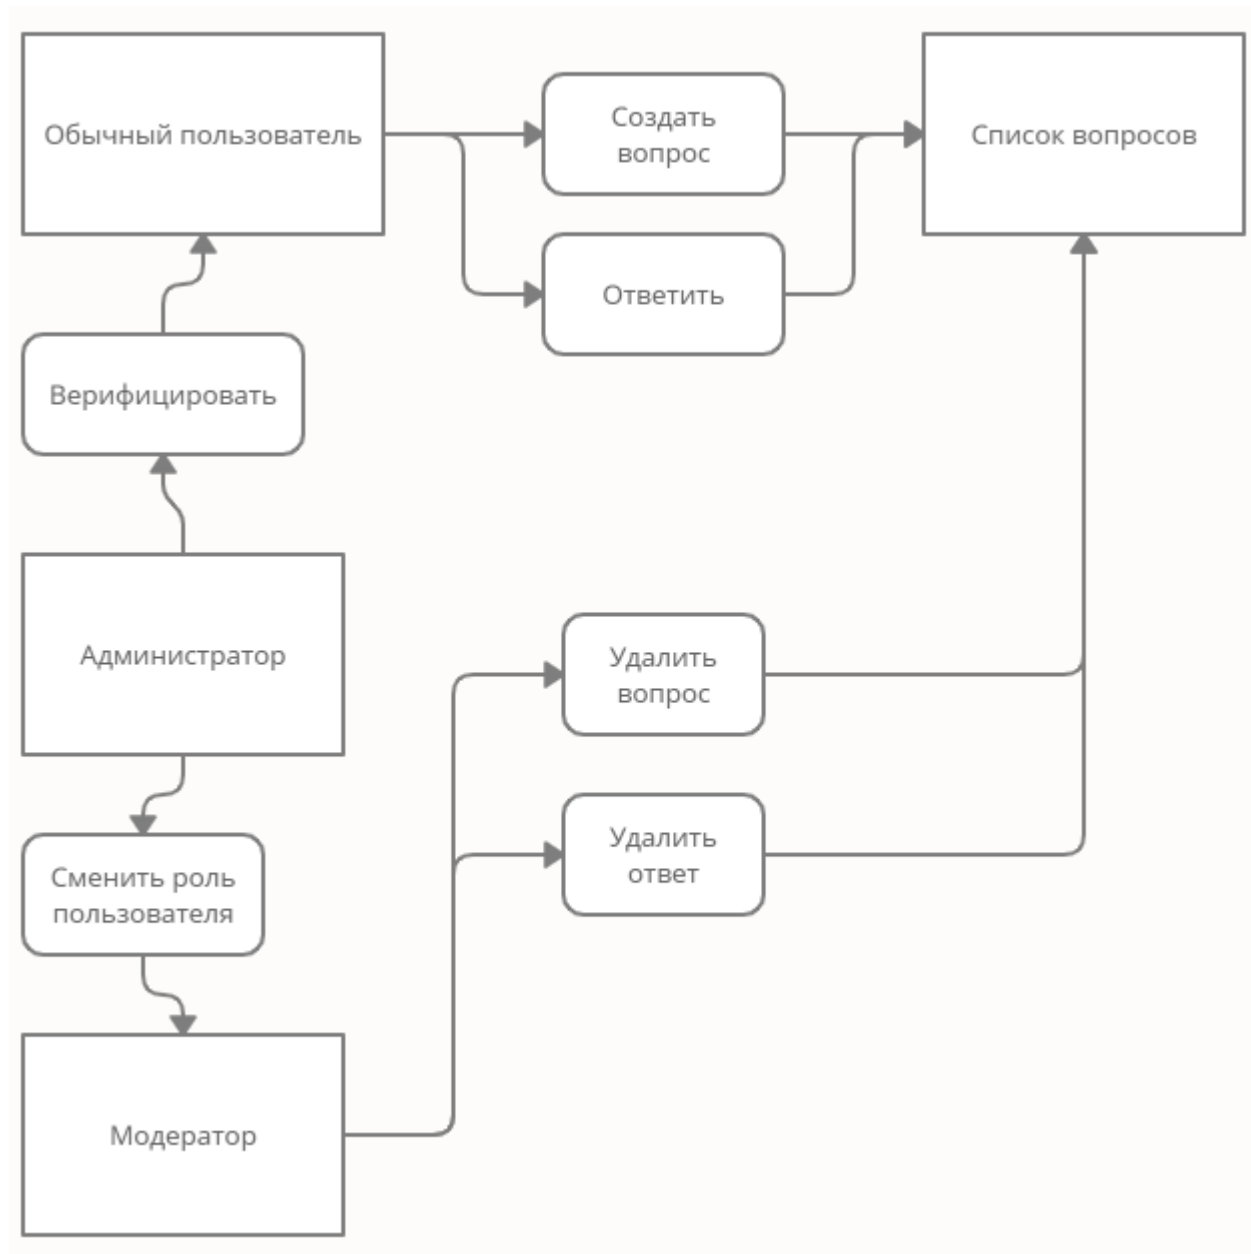 Обычный пользователь
Создать
вопрос
Список вопросов
Ответить
Верифицировать
Администратор
Удалить
вопрос
Удалить
ответ
Сменить роль
пользователя
Модератор